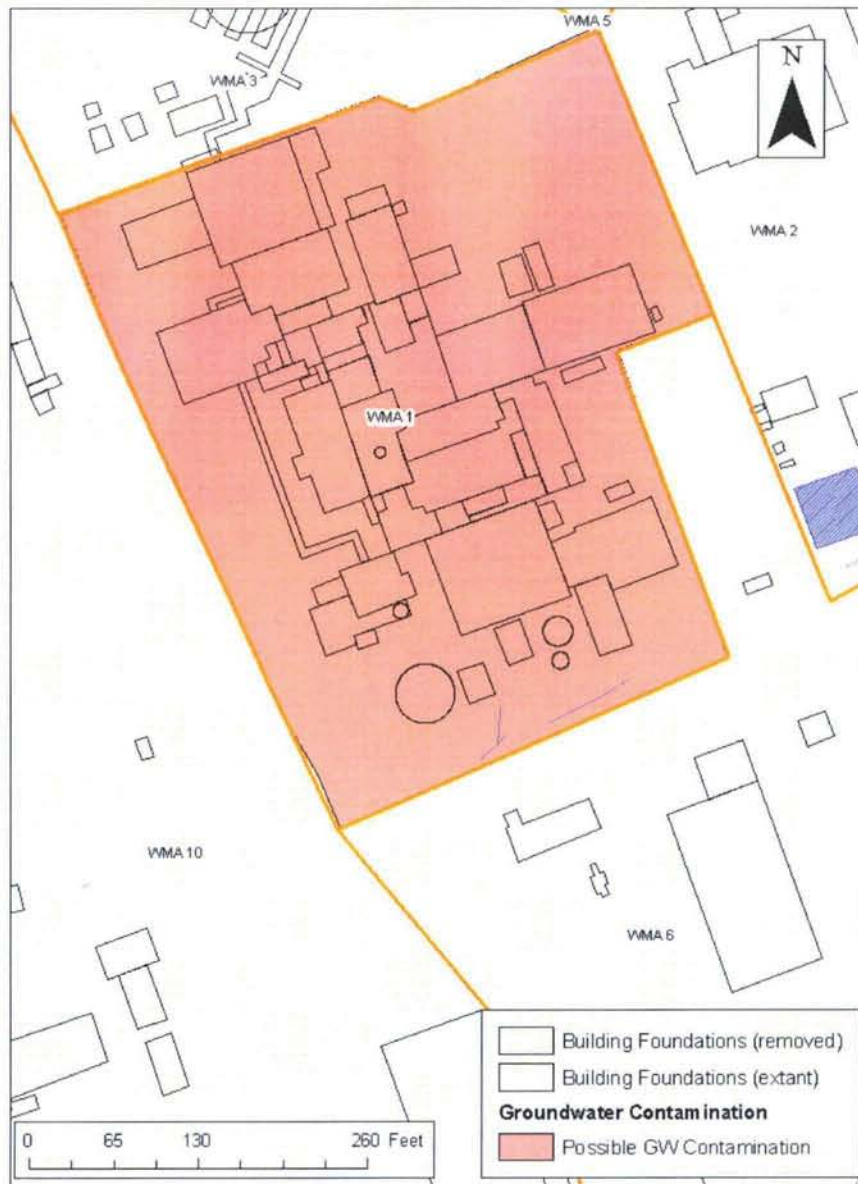 WMA 5
WMA 3
N
WMA 2
WMA 1
WMA 10
WMA 6
Building Foundations (removed)
Building Foundations (extant)
Groundwater Contamination
Possible GW Contamination
0 65 130 260 Feet